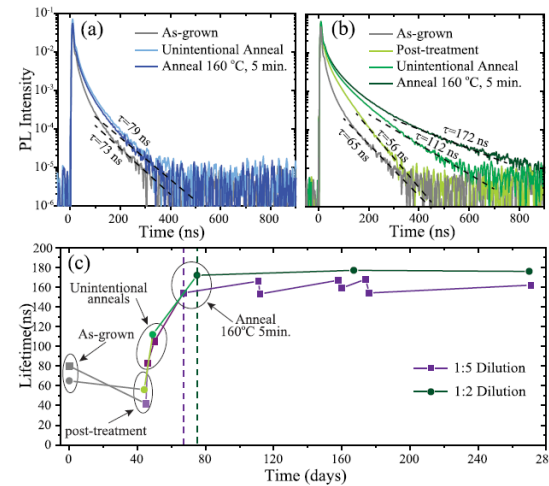 (a)
As-grown
Unintentional Anneal
Anneal 160 °C, 5 min.
τ=79 ns
τ=73 ns
PL Intensity
10⁻¹
10⁻²
10⁻³
10⁻⁴
10⁻⁵
10⁻⁶
0 200 400 600 800
Time (ns)
(b)
As-grown
Post-treatment
Unintentional Anneal
Anneal 160 °C, 5 min.
τ=172 ns
τ=112 ns
τ=56 ns
τ=65 ns
0 200 400 600 800
Time (ns)
(c)
Lifetime(ns)
200
180
160
140
120
100
80
60
40
20
0
Unintentional
anneals
As-grown
post-treatment
Anneal
160°C 5min.
1:5 Dilution
1:2 Dilution
0 40 80 120 160 200 240 28
Time (days)